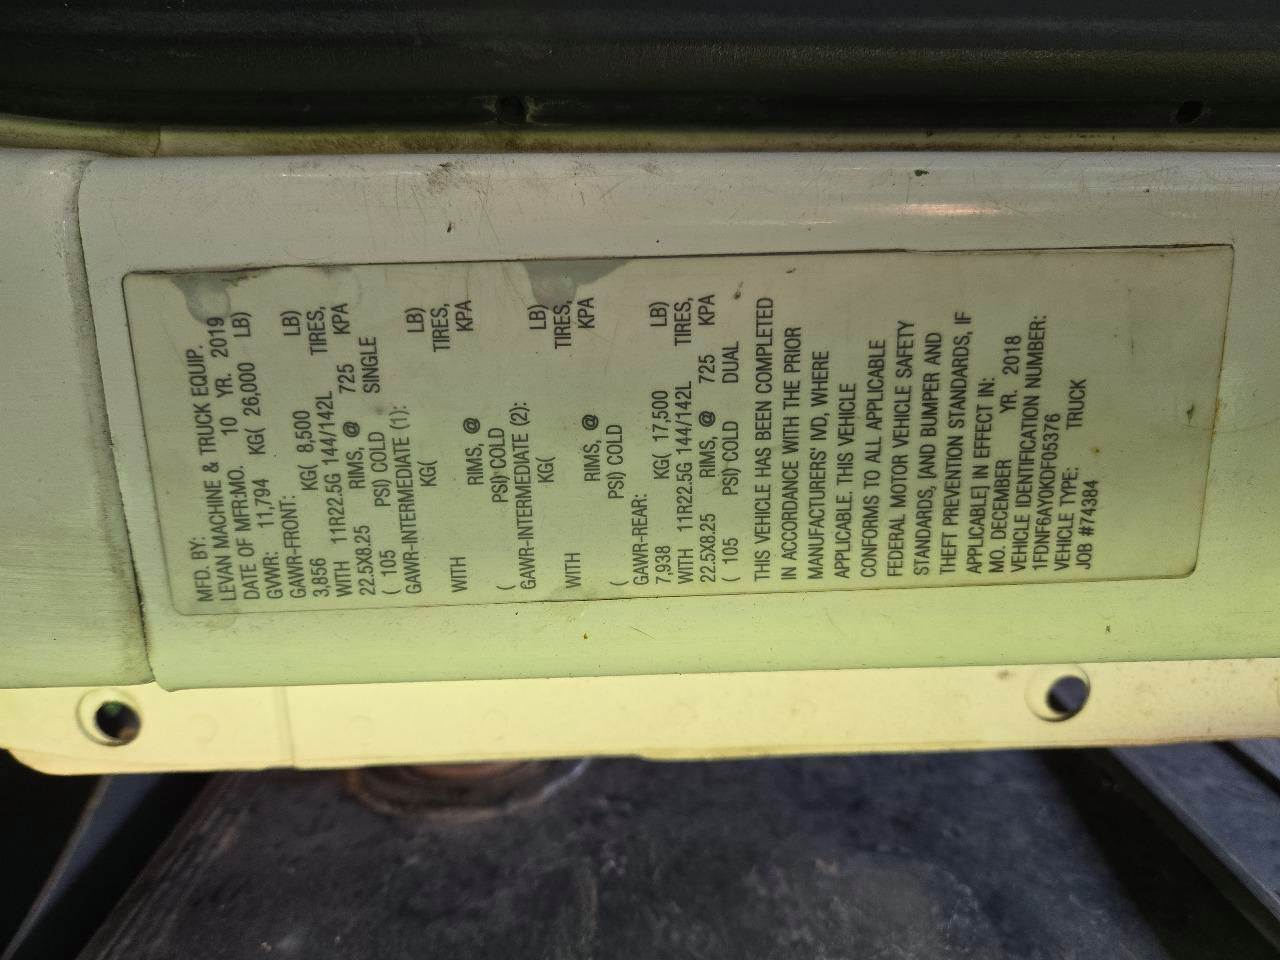 MFD. BY:
LEVAN MACHINE & TRUCK EQUIP.
DATE OF MFR:MO. 10 YR. 2019
GVWR: 11,794 KG( 26,000 LB)
GAWR-FRONT:
3,856 KG( 8,500 LB)
WITH 11R22.5G 144/142L TIRES,
22.5X8.25 RIMS, @ 725 KPA
( 105 PSI) COLD SINGLE
GAWR-INTERMEDIATE (1):
KG( LB)
WITH TIRES,
RIMS, @ KPA
( PSI) COLD
GAWR-INTERMEDIATE (2):
KG( LB)
WITH TIRES,
RIMS, @ KPA
( PSI) COLD
GAWR-REAR:
7,938 KG( 17,500 LB)
WITH 11R22.5G 144/142L TIRES,
22.5X8.25 RIMS, @ 725 KPA
( 105 PSI) COLD DUAL
THIS VEHICLE HAS BEEN COMPLETED
IN ACCORDANCE WITH THE PRIOR
MANUFACTURERS' IVD, WHERE
APPLICABLE. THIS VEHICLE
CONFORMS TO ALL APPLICABLE
FEDERAL MOTOR VEHICLE SAFETY
STANDARDS, [AND BUMPER AND
THEFT PREVENTION STANDARDS, IF
APPLICABLE] IN EFFECT IN:
MO. DECEMBER YR. 2018
VEHICLE IDENTIFICATION NUMBER:
1FDNF6AY0KDF05376
VEHICLE TYPE: TRUCK
JOB #74384